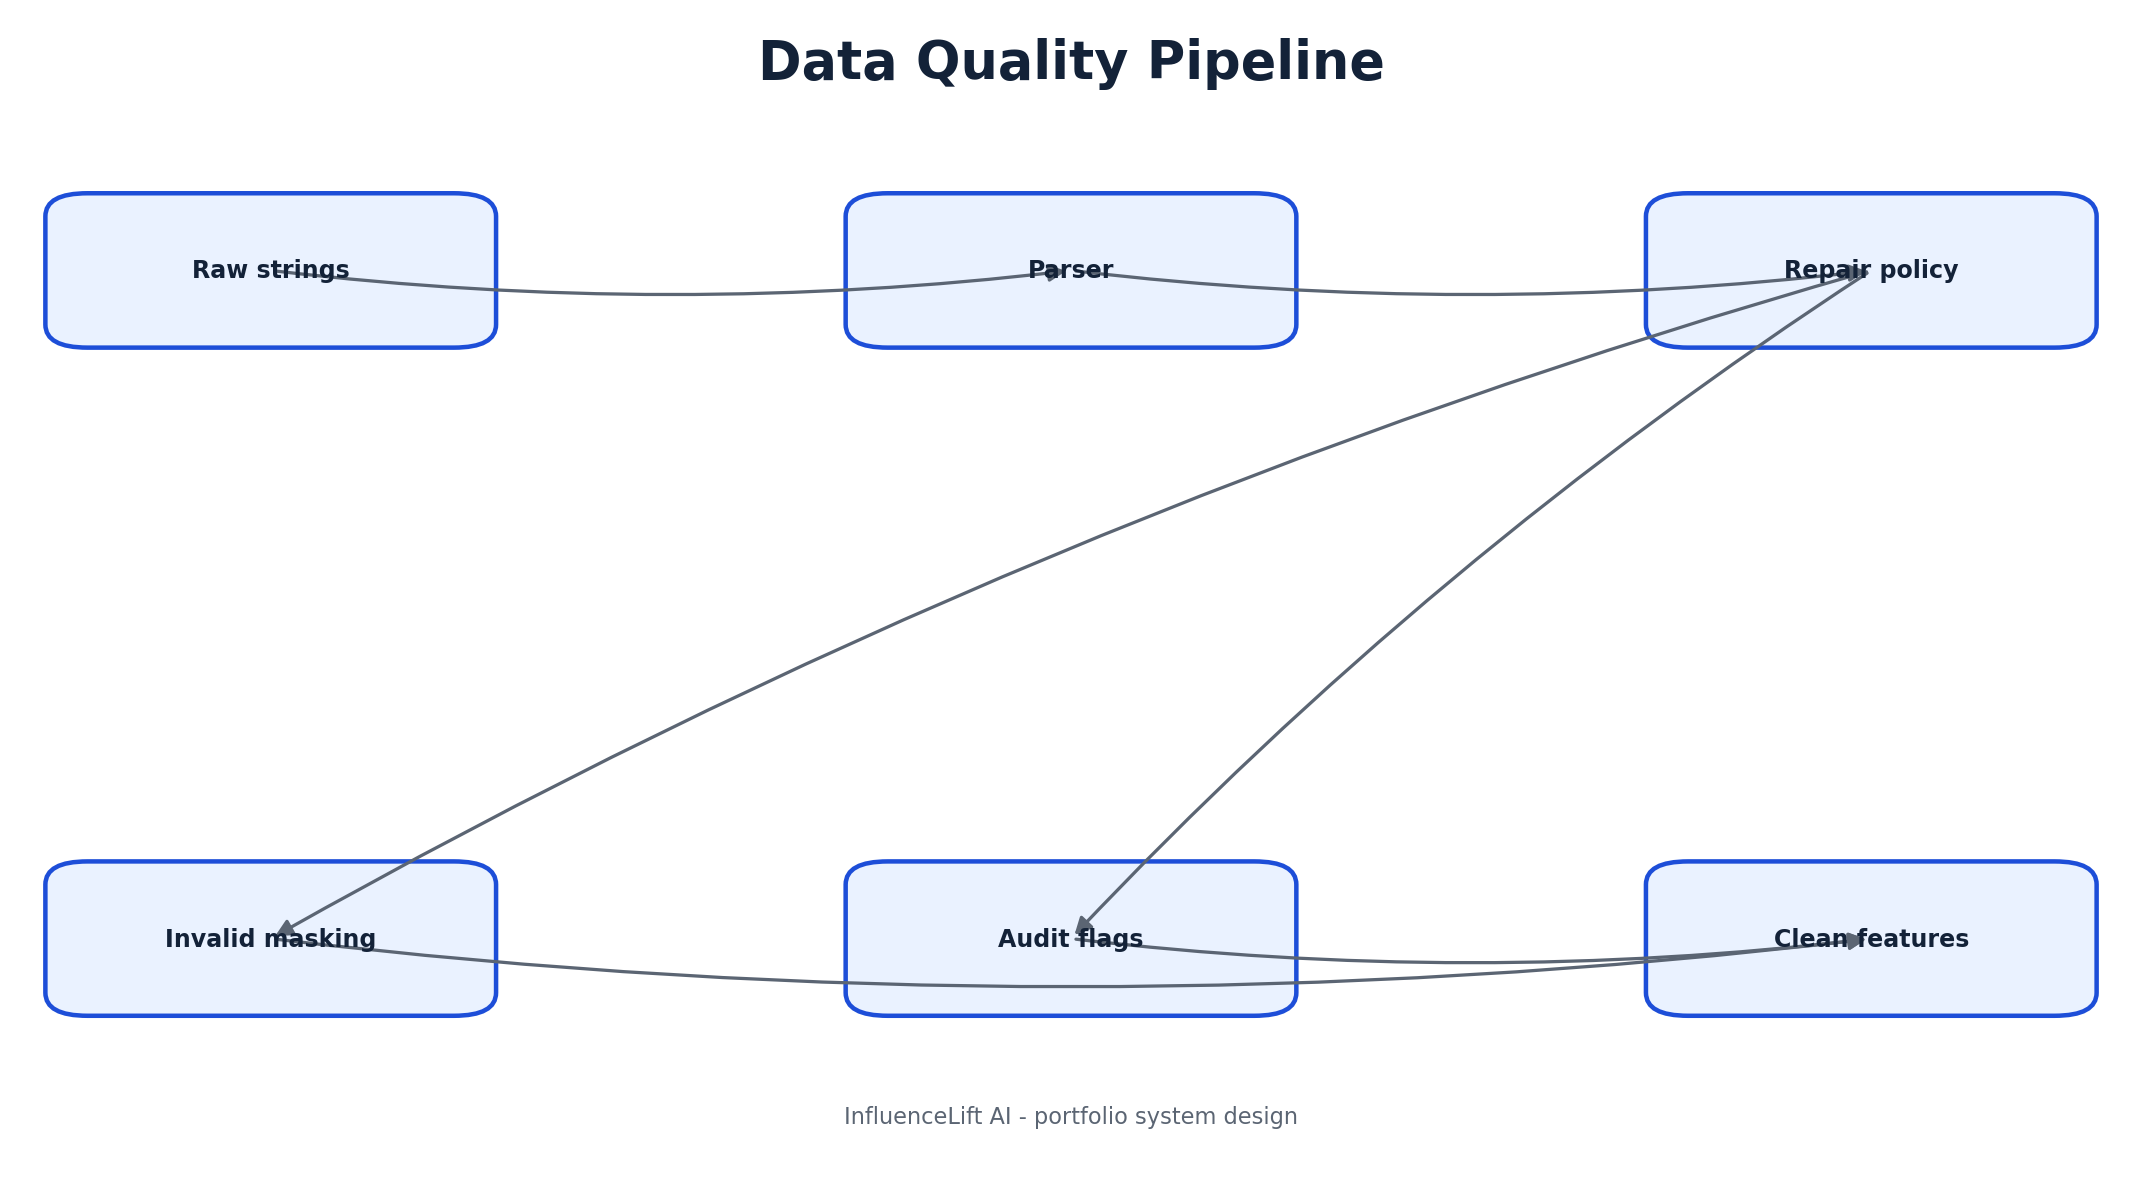 Data Quality Pipeline
Raw strings
Parser
Repair policy
Invalid masking
Audit flags
Clean features
InfluenceLift AI - portfolio system design